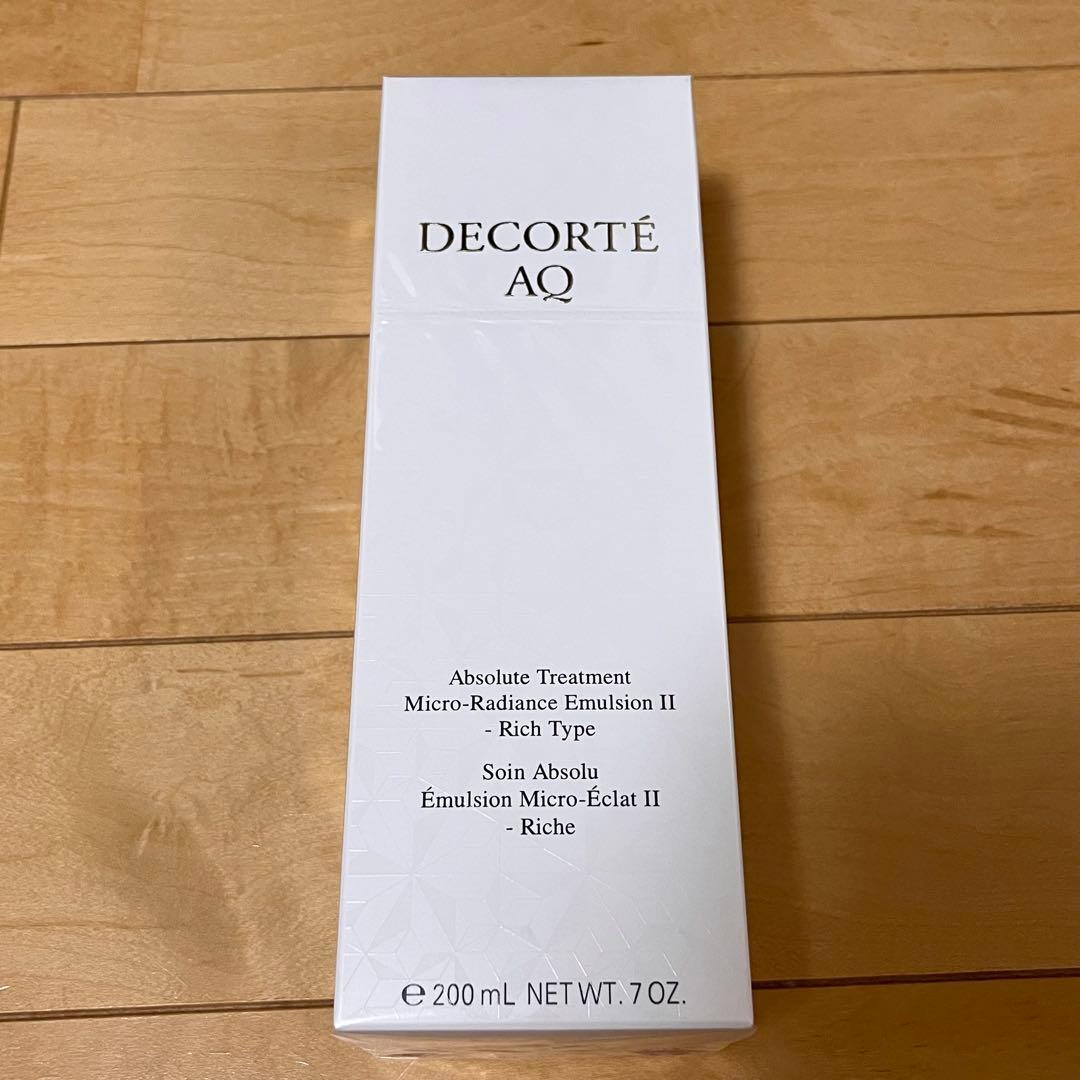 DECORTÉ
AQ
Absolute Treatment
Micro-Radiance Emulsion II
- Rich Type
Soin Absolu
Émulsion Micro-Éclat II
- Riche
℮ 200 mL NET WT. 7 OZ.